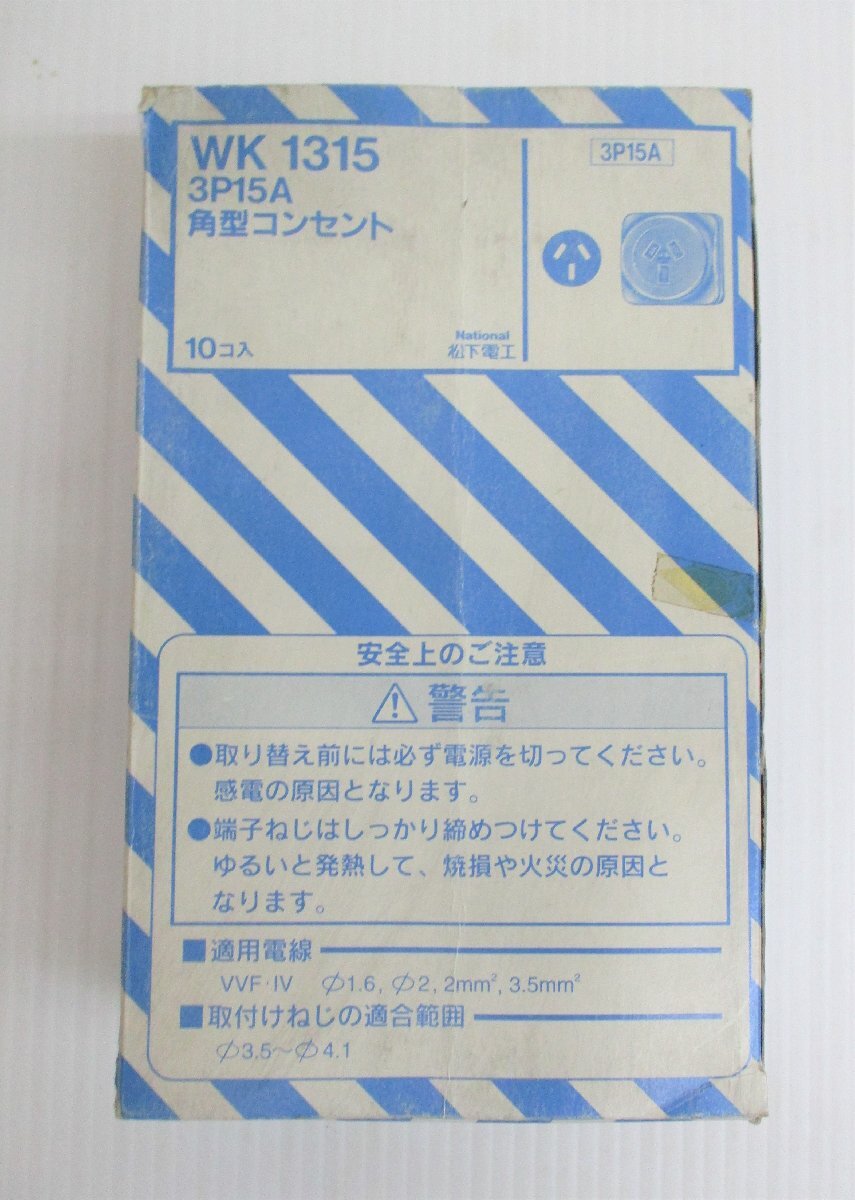 WK 1315
3P15A
角型コンセント
10コ入
National
松下電工
3P15A
安全上のご注意
警告
●取り替え前には必ず電源を切ってください。
感電の原因となります。
●端子ねじはしっかり締めつけてください。
ゆるいと発熱して、焼損や火災の原因と
なります。
■適用電線
VVF·IV ∅1.6, ∅2, 2mm², 3.5mm²
■取付けねじの適合範囲
∅3.5〜∅4.1